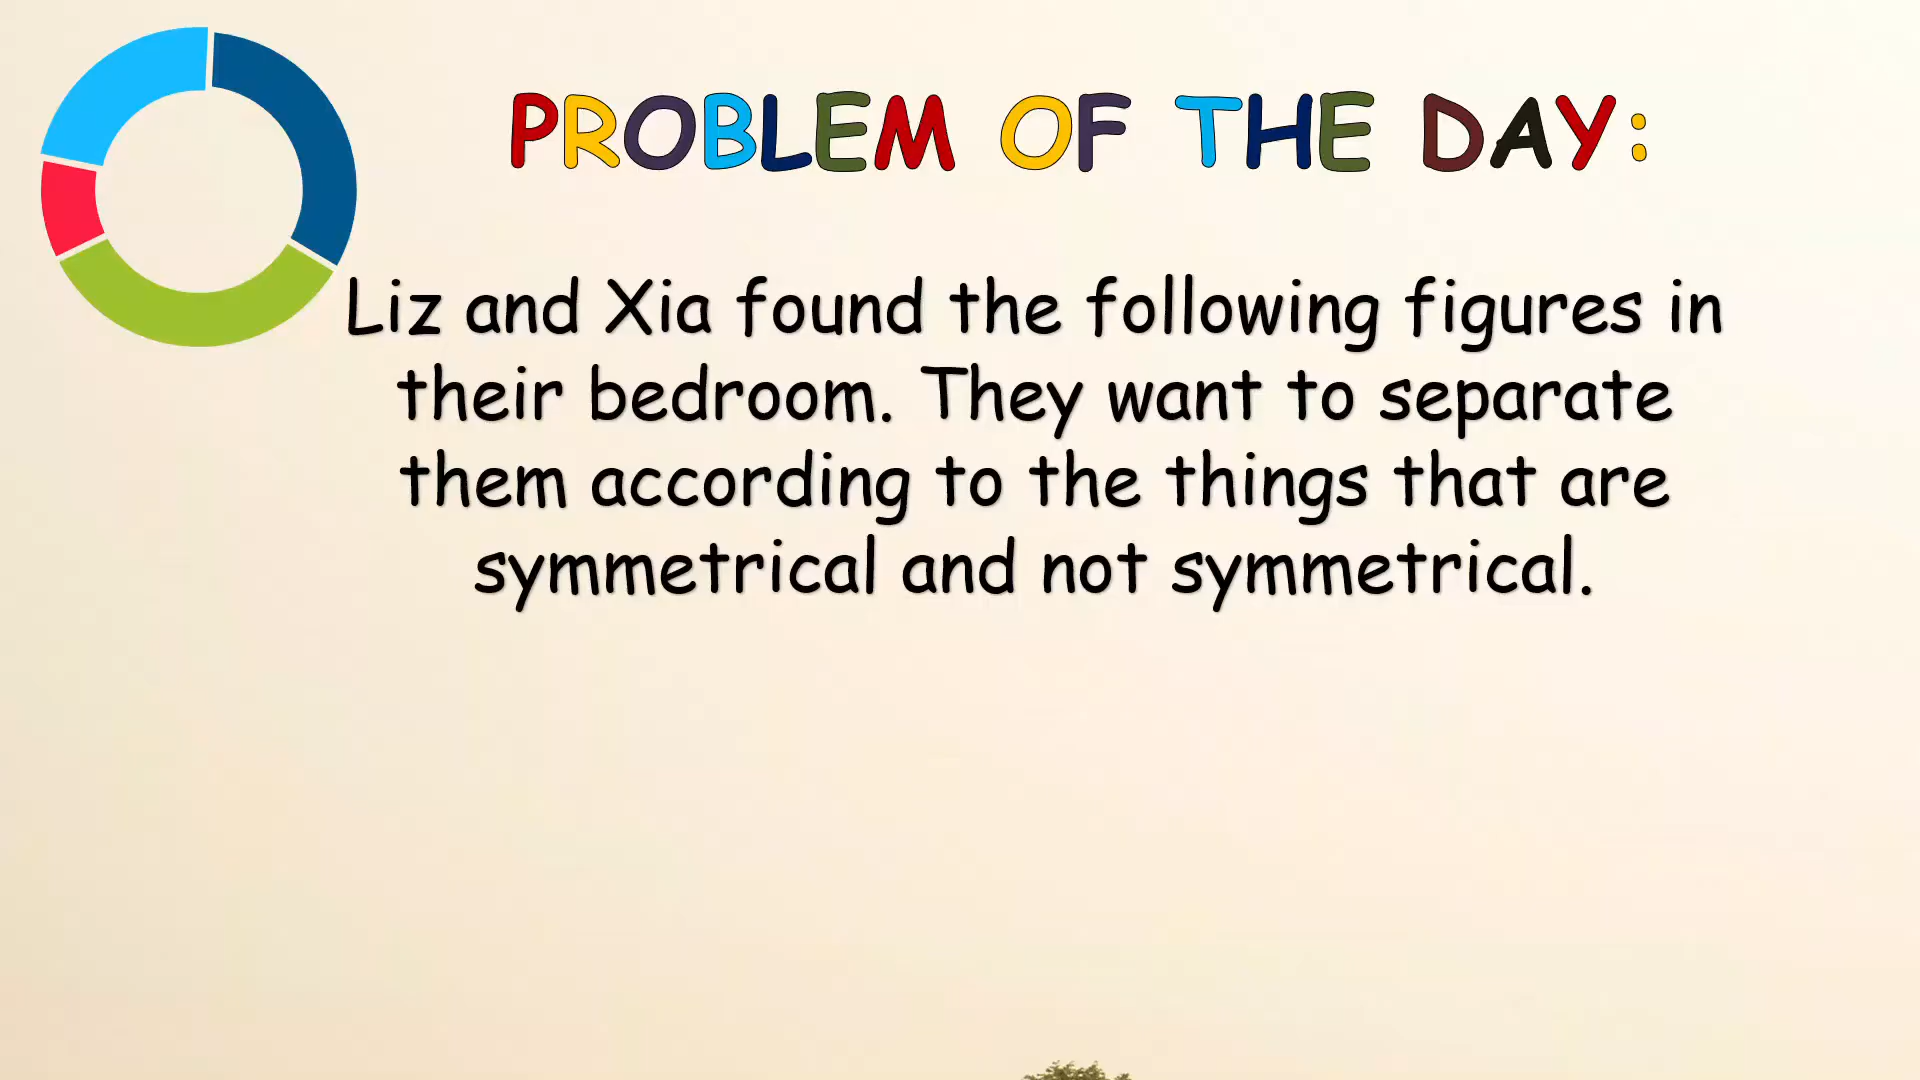 PROBLEM OF THE DAY:
Liz and Xia found the following figures in
their bedroom. They want to separate
them according to the things that are
symmetrical and not symmetrical.